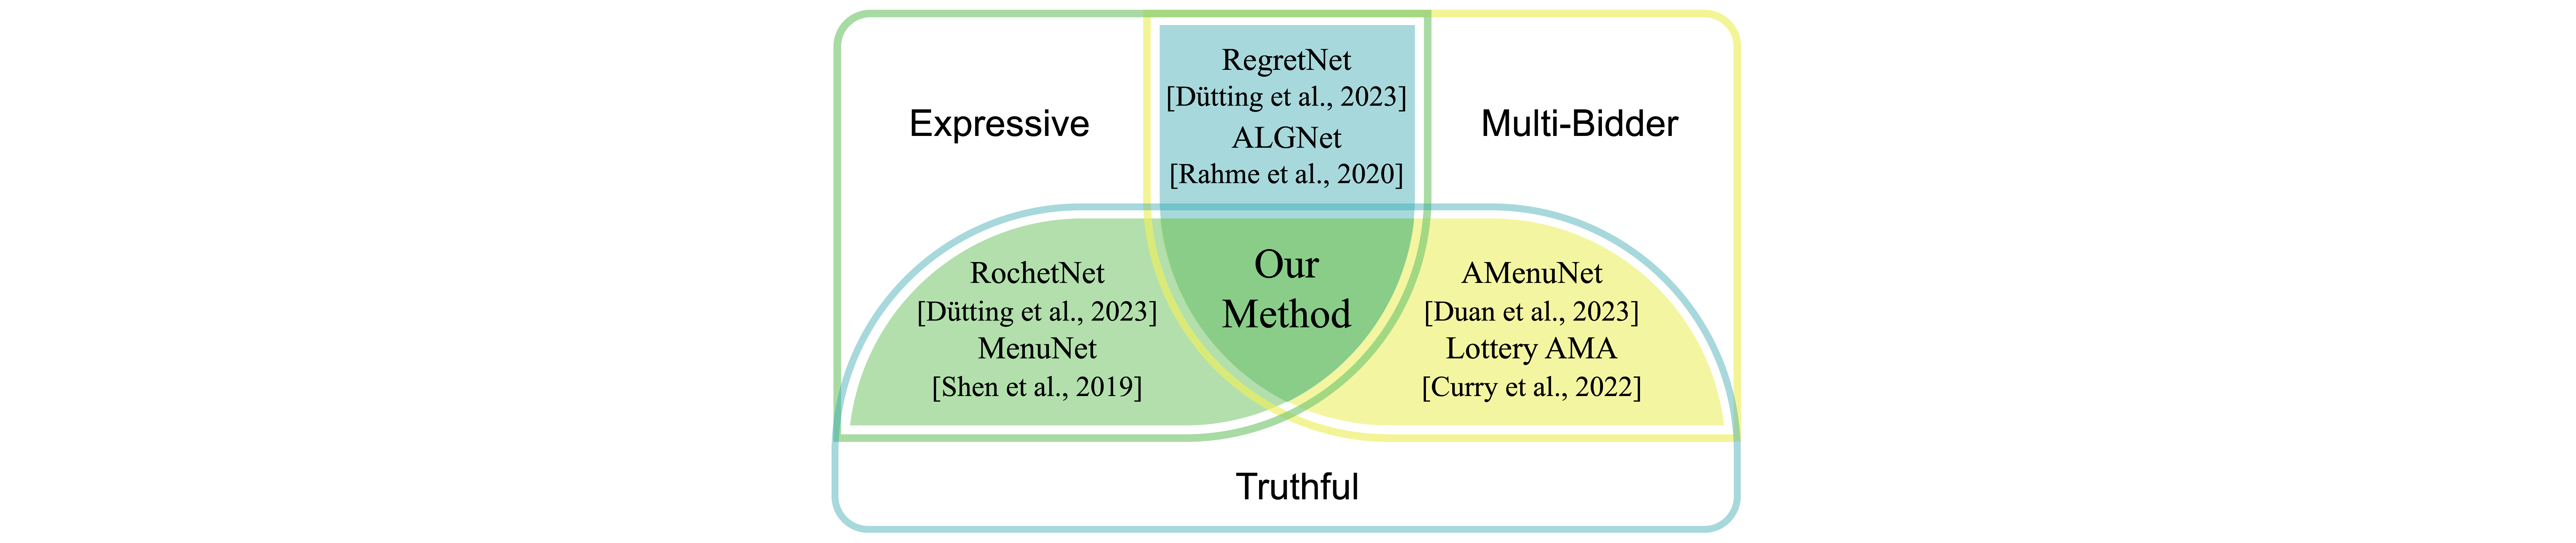 RegretNet
[Dütting et al., 2023]
ALGNet
[Rahme et al., 2020]
Expressive
Multi-Bidder
RochetNet
[Dütting et al., 2023]
MenuNet
[Shen et al., 2019]
Our
Method
AMenuNet
[Duan et al., 2023]
Lottery AMA
[Curry et al., 2022]
Truthful